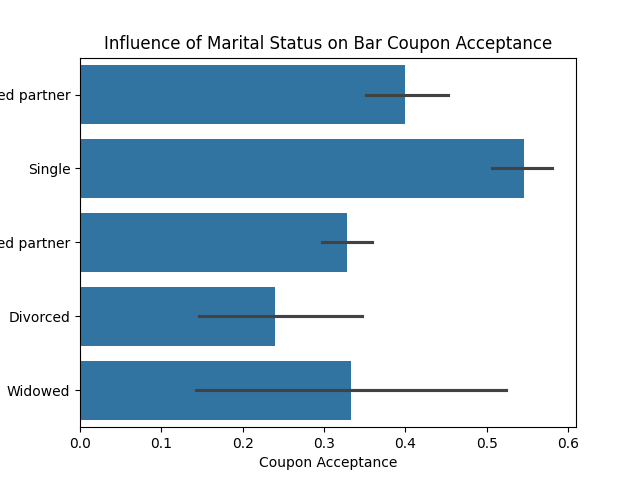 Influence of Marital Status on Bar Coupon Acceptance
ed partner
Single
ed partner
Divorced
Widowed
0.0 0.1 0.2 0.3 0.4 0.5 0.6
Coupon Acceptance